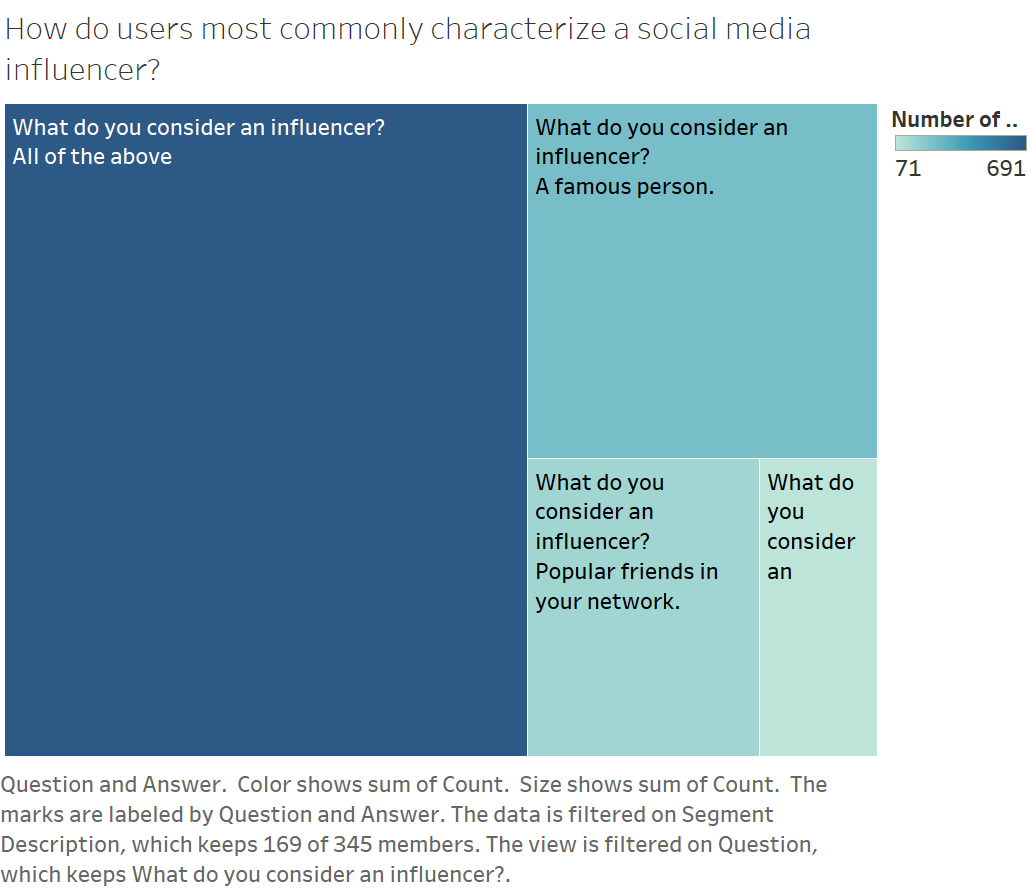 How do users most commonly characterize a social media
influencer?
What do you consider an influencer?
All of the above
What do you consider an
influencer?
A famous person.
What do you
consider an
influencer?
Popular friends in
your network.
What do
you
consider
an
Number of ..
71 691
Question and Answer.  Color shows sum of Count.  Size shows sum of Count.  The
marks are labeled by Question and Answer. The data is filtered on Segment
Description, which keeps 169 of 345 members. The view is filtered on Question,
which keeps What do you consider an influencer?.